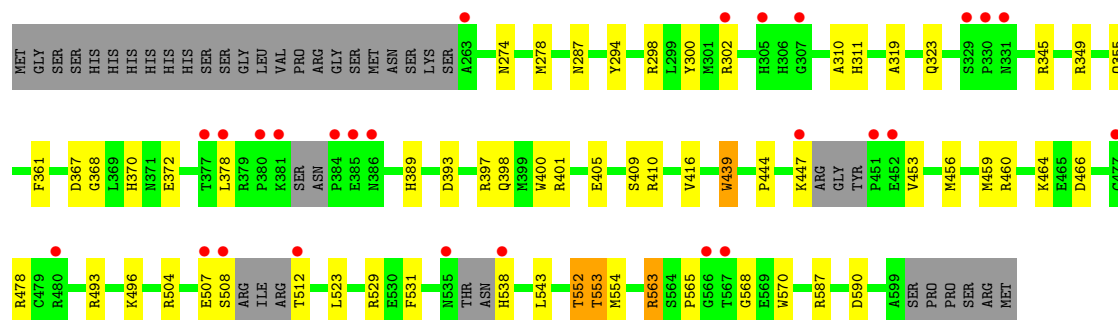 MET GLY SER SER HIS HIS HIS HIS HIS HIS SER SER GLY LEU VAL PRO ARG GLY SER MET ASN SER LYS SER A263 N274 M278 N287 Y294 R298 L299 Y300 M301 R302 H305 H306 G307 A310 H311 A319 Q323 S329 P330 N331 R345 R349
F361 D367 G368 L369 H370 N371 E372 T377 L378 R379 P380 K381 SER ASN P384 E385 N386 H389 D393 R397 Q398 M399 W400 R401 E405 S409 R410 V416 W439 P444 K447 ARG GLY TYR P451 E452 V453 M456 M459 R460 K464 E465 D466
R478 C479 R480 R493 K496 R504 E507 S508 ARG ILE ARG T512 L523 R529 E530 F531 N535 THR ASN H538 L543 T552 T553 M554 R563 S564 P565 G566 T567 G568 E569 W570 R587 D590 A599 SER PRO PRO SER ARG MET